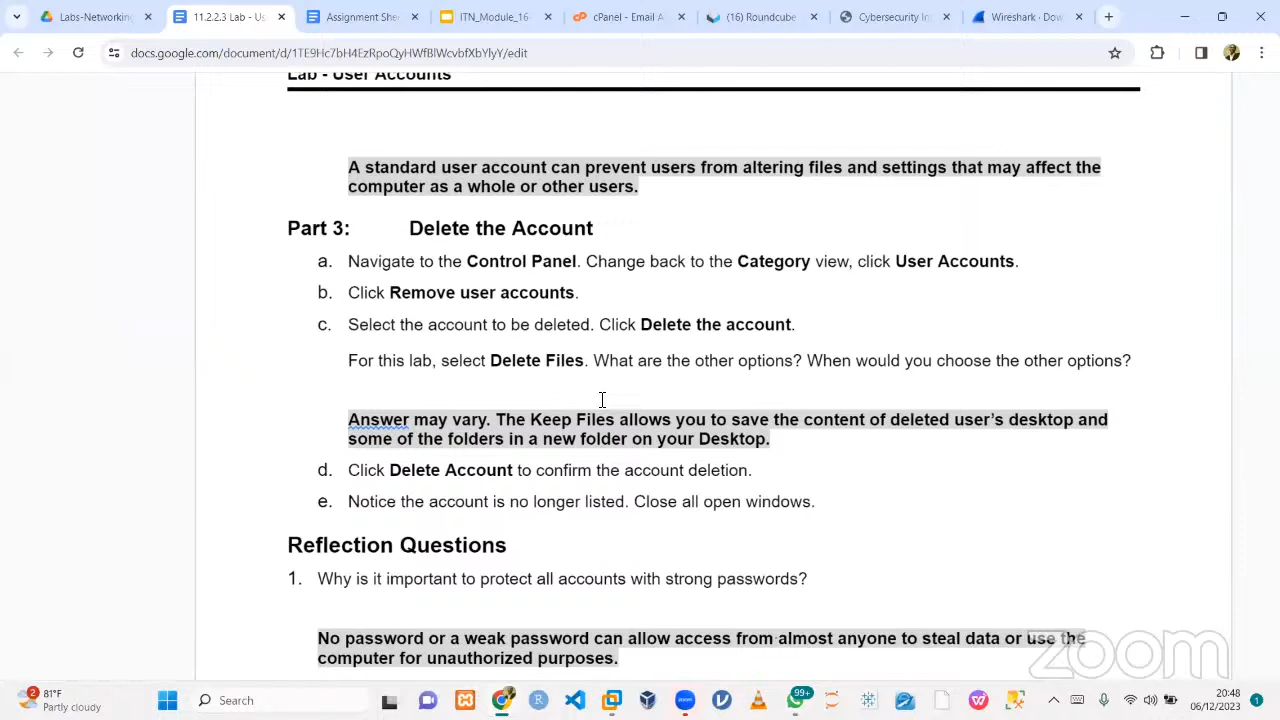 Labs-Networking
11.2.2.3 Lab - Us
Answer Sheet
ITN_Module_16
cPanel - Email A
(16) Roundcube
Cybersecurity In
Wireshark · Dow
docs.google.com/document/d/1TE9Hc7bH4EzRpoQyHWfBlWcvbfXbYlyY/edit
Lab - User Accounts
A standard user account can prevent users from altering files and settings that may affect the
computer as a whole or other users.
Part 3: Delete the Account
a. Navigate to the Control Panel. Change back to the Category view, click User Accounts.
b. Click Remove user accounts.
c. Select the account to be deleted. Click Delete the account.
For this lab, select Delete Files. What are the other options? When would you choose the other options?
Answer may vary. The Keep Files allows you to save the content of deleted user's desktop and
some of the folders in a new folder on your Desktop.
d. Click Delete Account to confirm the account deletion.
e. Notice the account is no longer listed. Close all open windows.
Reflection Questions
1. Why is it important to protect all accounts with strong passwords?
No password or a weak password can allow access from almost anyone to steal data or use the
computer for unauthorized purposes.
zoom
2
81°F
Partly cloudy
Search
99+
20:48
06/12/2023
1